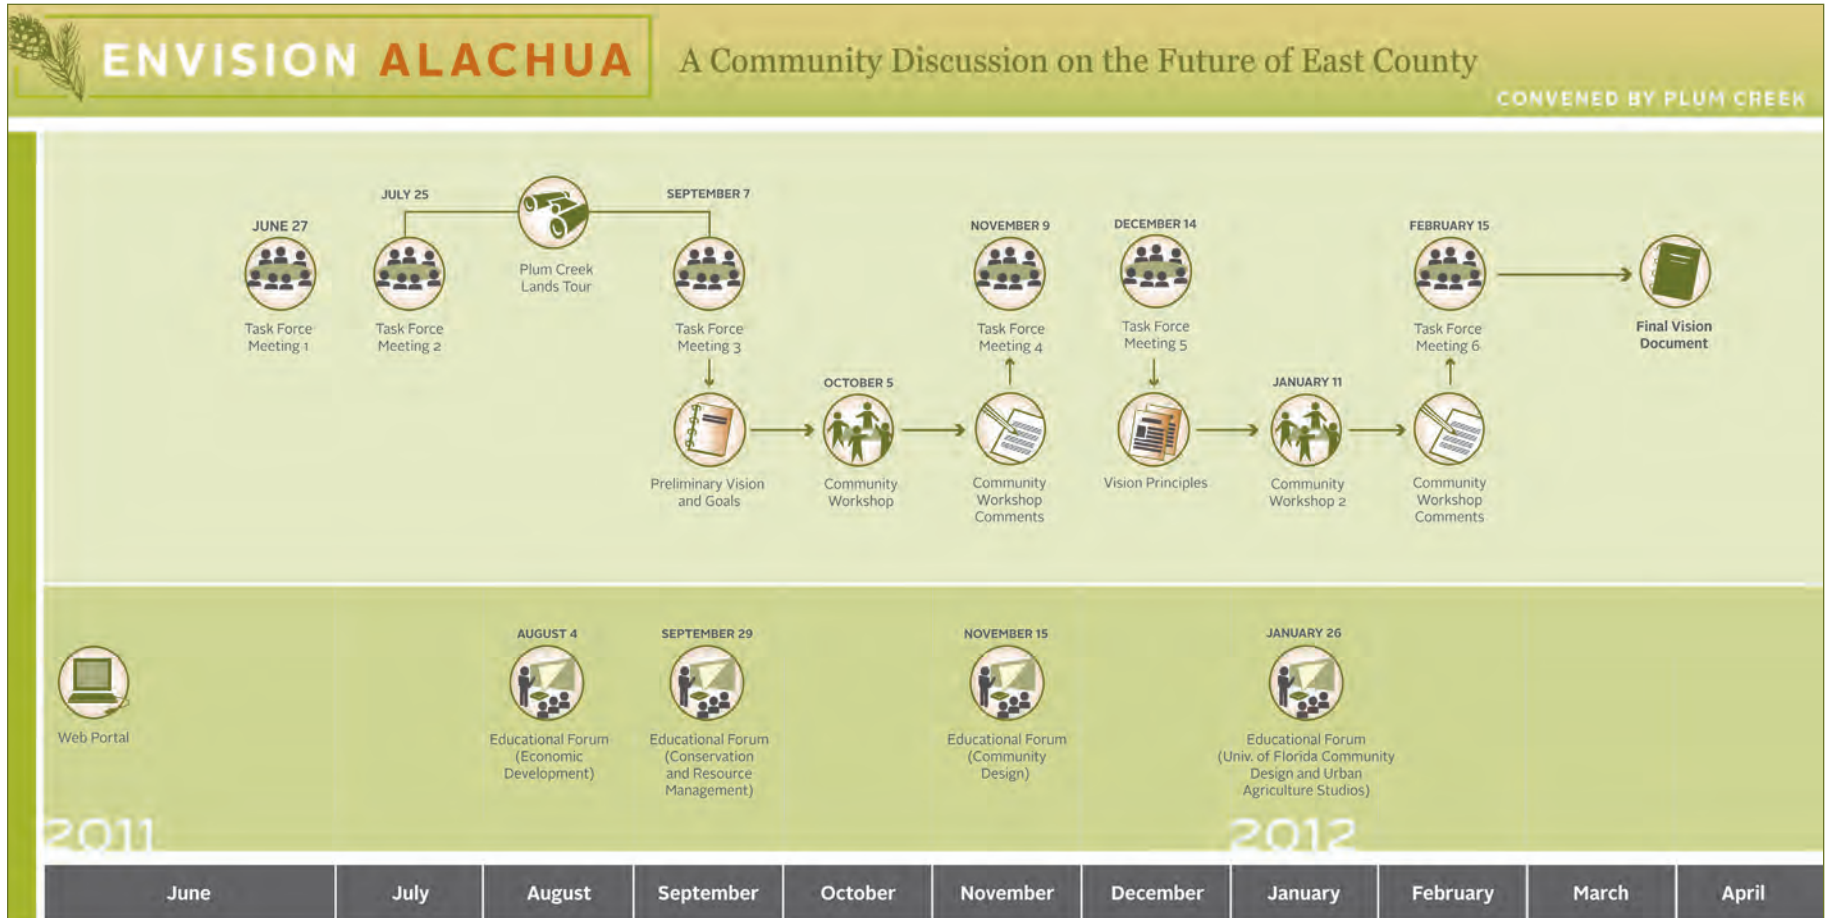 ENVISION ALACHUA
A Community Discussion on the Future of East County
CONVENED BY PLUM CREEK
JUNE 27
Task Force
Meeting 1
JULY 25
Task Force
Meeting 2
Plum Creek
Lands Tour
SEPTEMBER 7
Task Force
Meeting 3
Preliminary Vision
and Goals
OCTOBER 5
Community
Workshop
NOVEMBER 9
Task Force
Meeting 4
Community
Workshop
Comments
DECEMBER 14
Task Force
Meeting 5
Vision Principles
JANUARY 11
Community
Workshop 2
FEBRUARY 15
Task Force
Meeting 6
Community
Workshop
Comments
Final Vision
Document
Web Portal
AUGUST 4
Educational Forum
(Economic
Development)
SEPTEMBER 29
Educational Forum
(Conservation
and Resource
Management)
NOVEMBER 15
Educational Forum
(Community
Design)
JANUARY 26
Educational Forum
(Univ. of Florida Community
Design and Urban
Agriculture Studios)
2011
2012
June
July
August
September
October
November
December
January
February
March
April